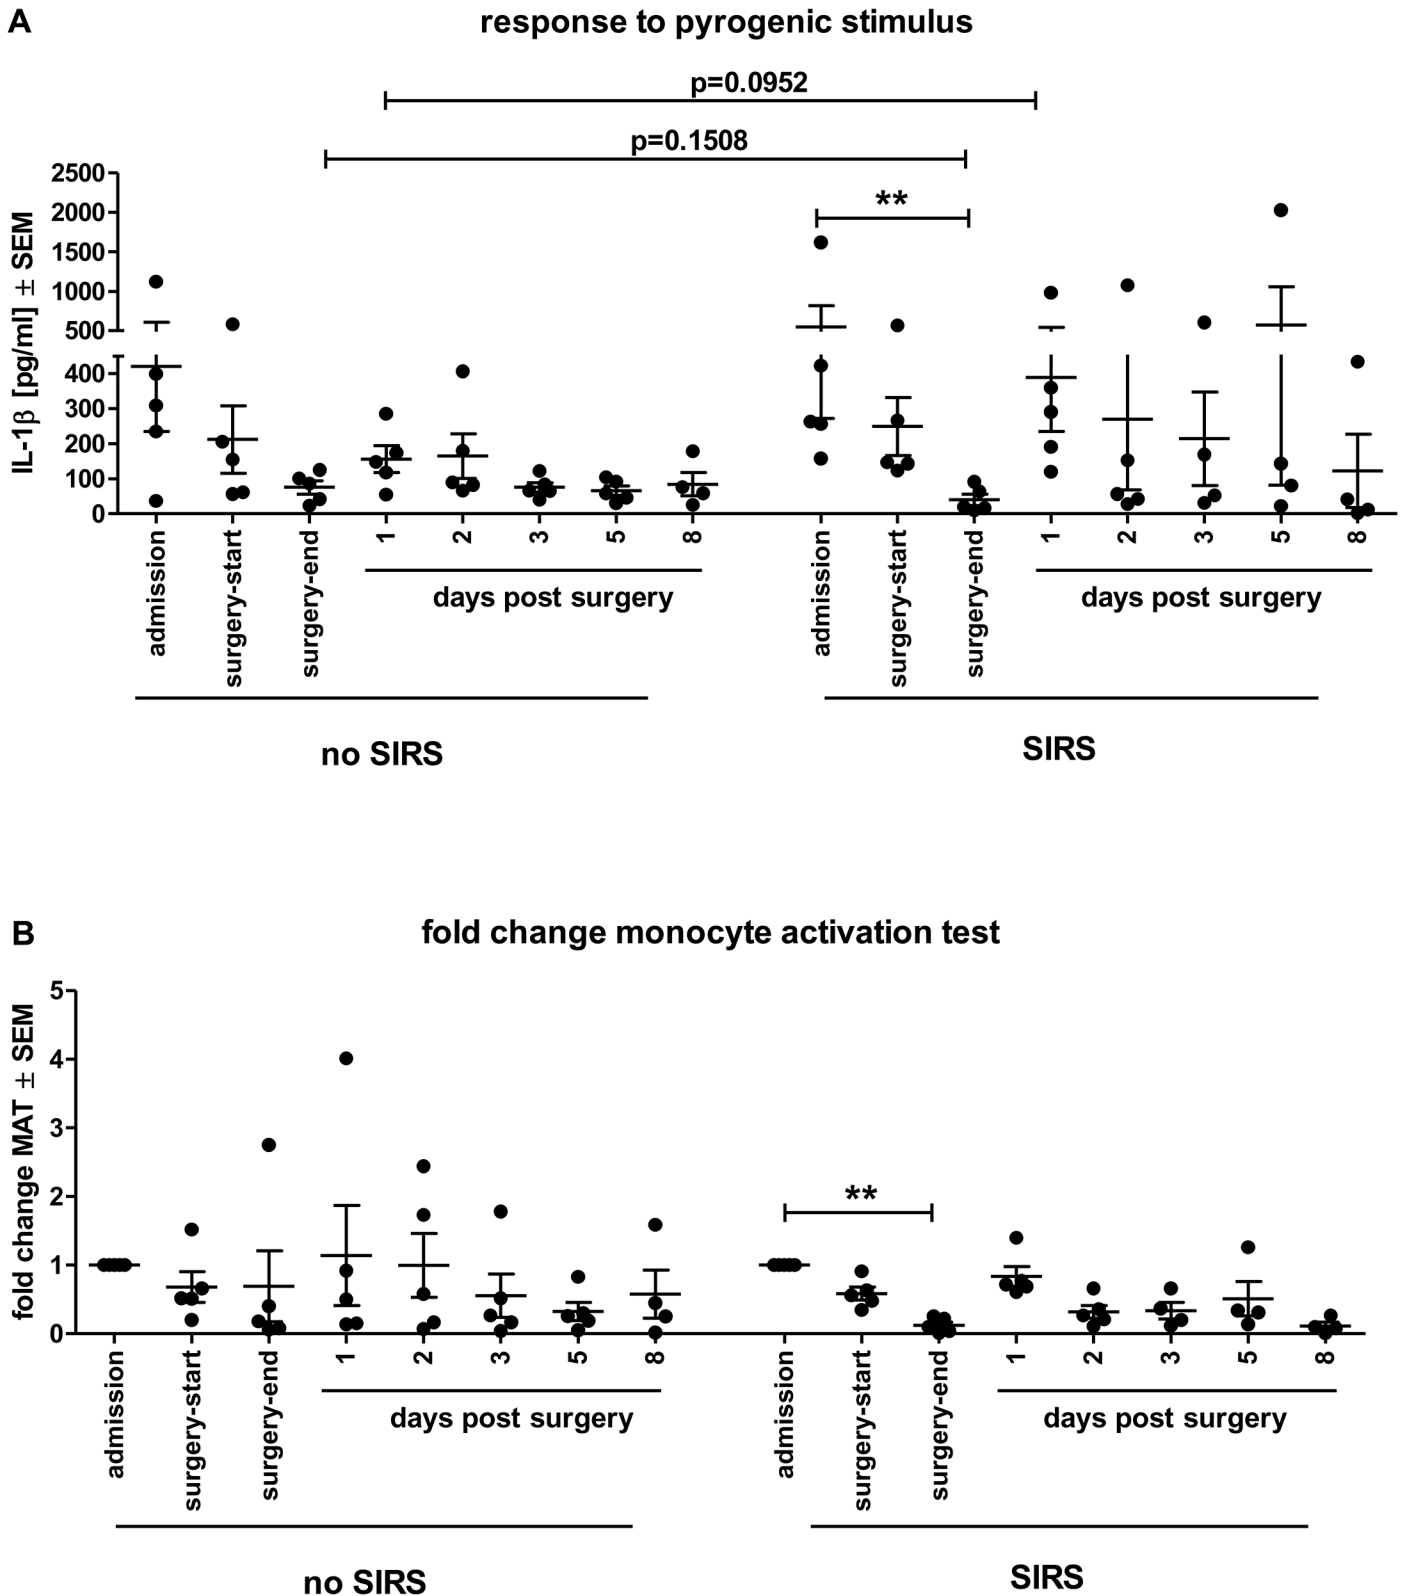 A
response to pyrogenic stimulus
p=0.0952
p=0.1508
**
IL-1β [pg/ml] ± SEM
2500
2000
1500
1000
500
400
300
200
100
0
admission
surgery-start
surgery-end
1
2
3
5
8
admission
surgery-start
surgery-end
1
2
3
5
8
days post surgery
days post surgery
no SIRS
SIRS
B
fold change monocyte activation test
fold change MAT ± SEM
5
4
3
2
1
0
**
admission
surgery-start
surgery-end
1
2
3
5
8
admission
surgery-start
surgery-end
1
2
3
5
8
days post surgery
days post surgery
no SIRS
SIRS